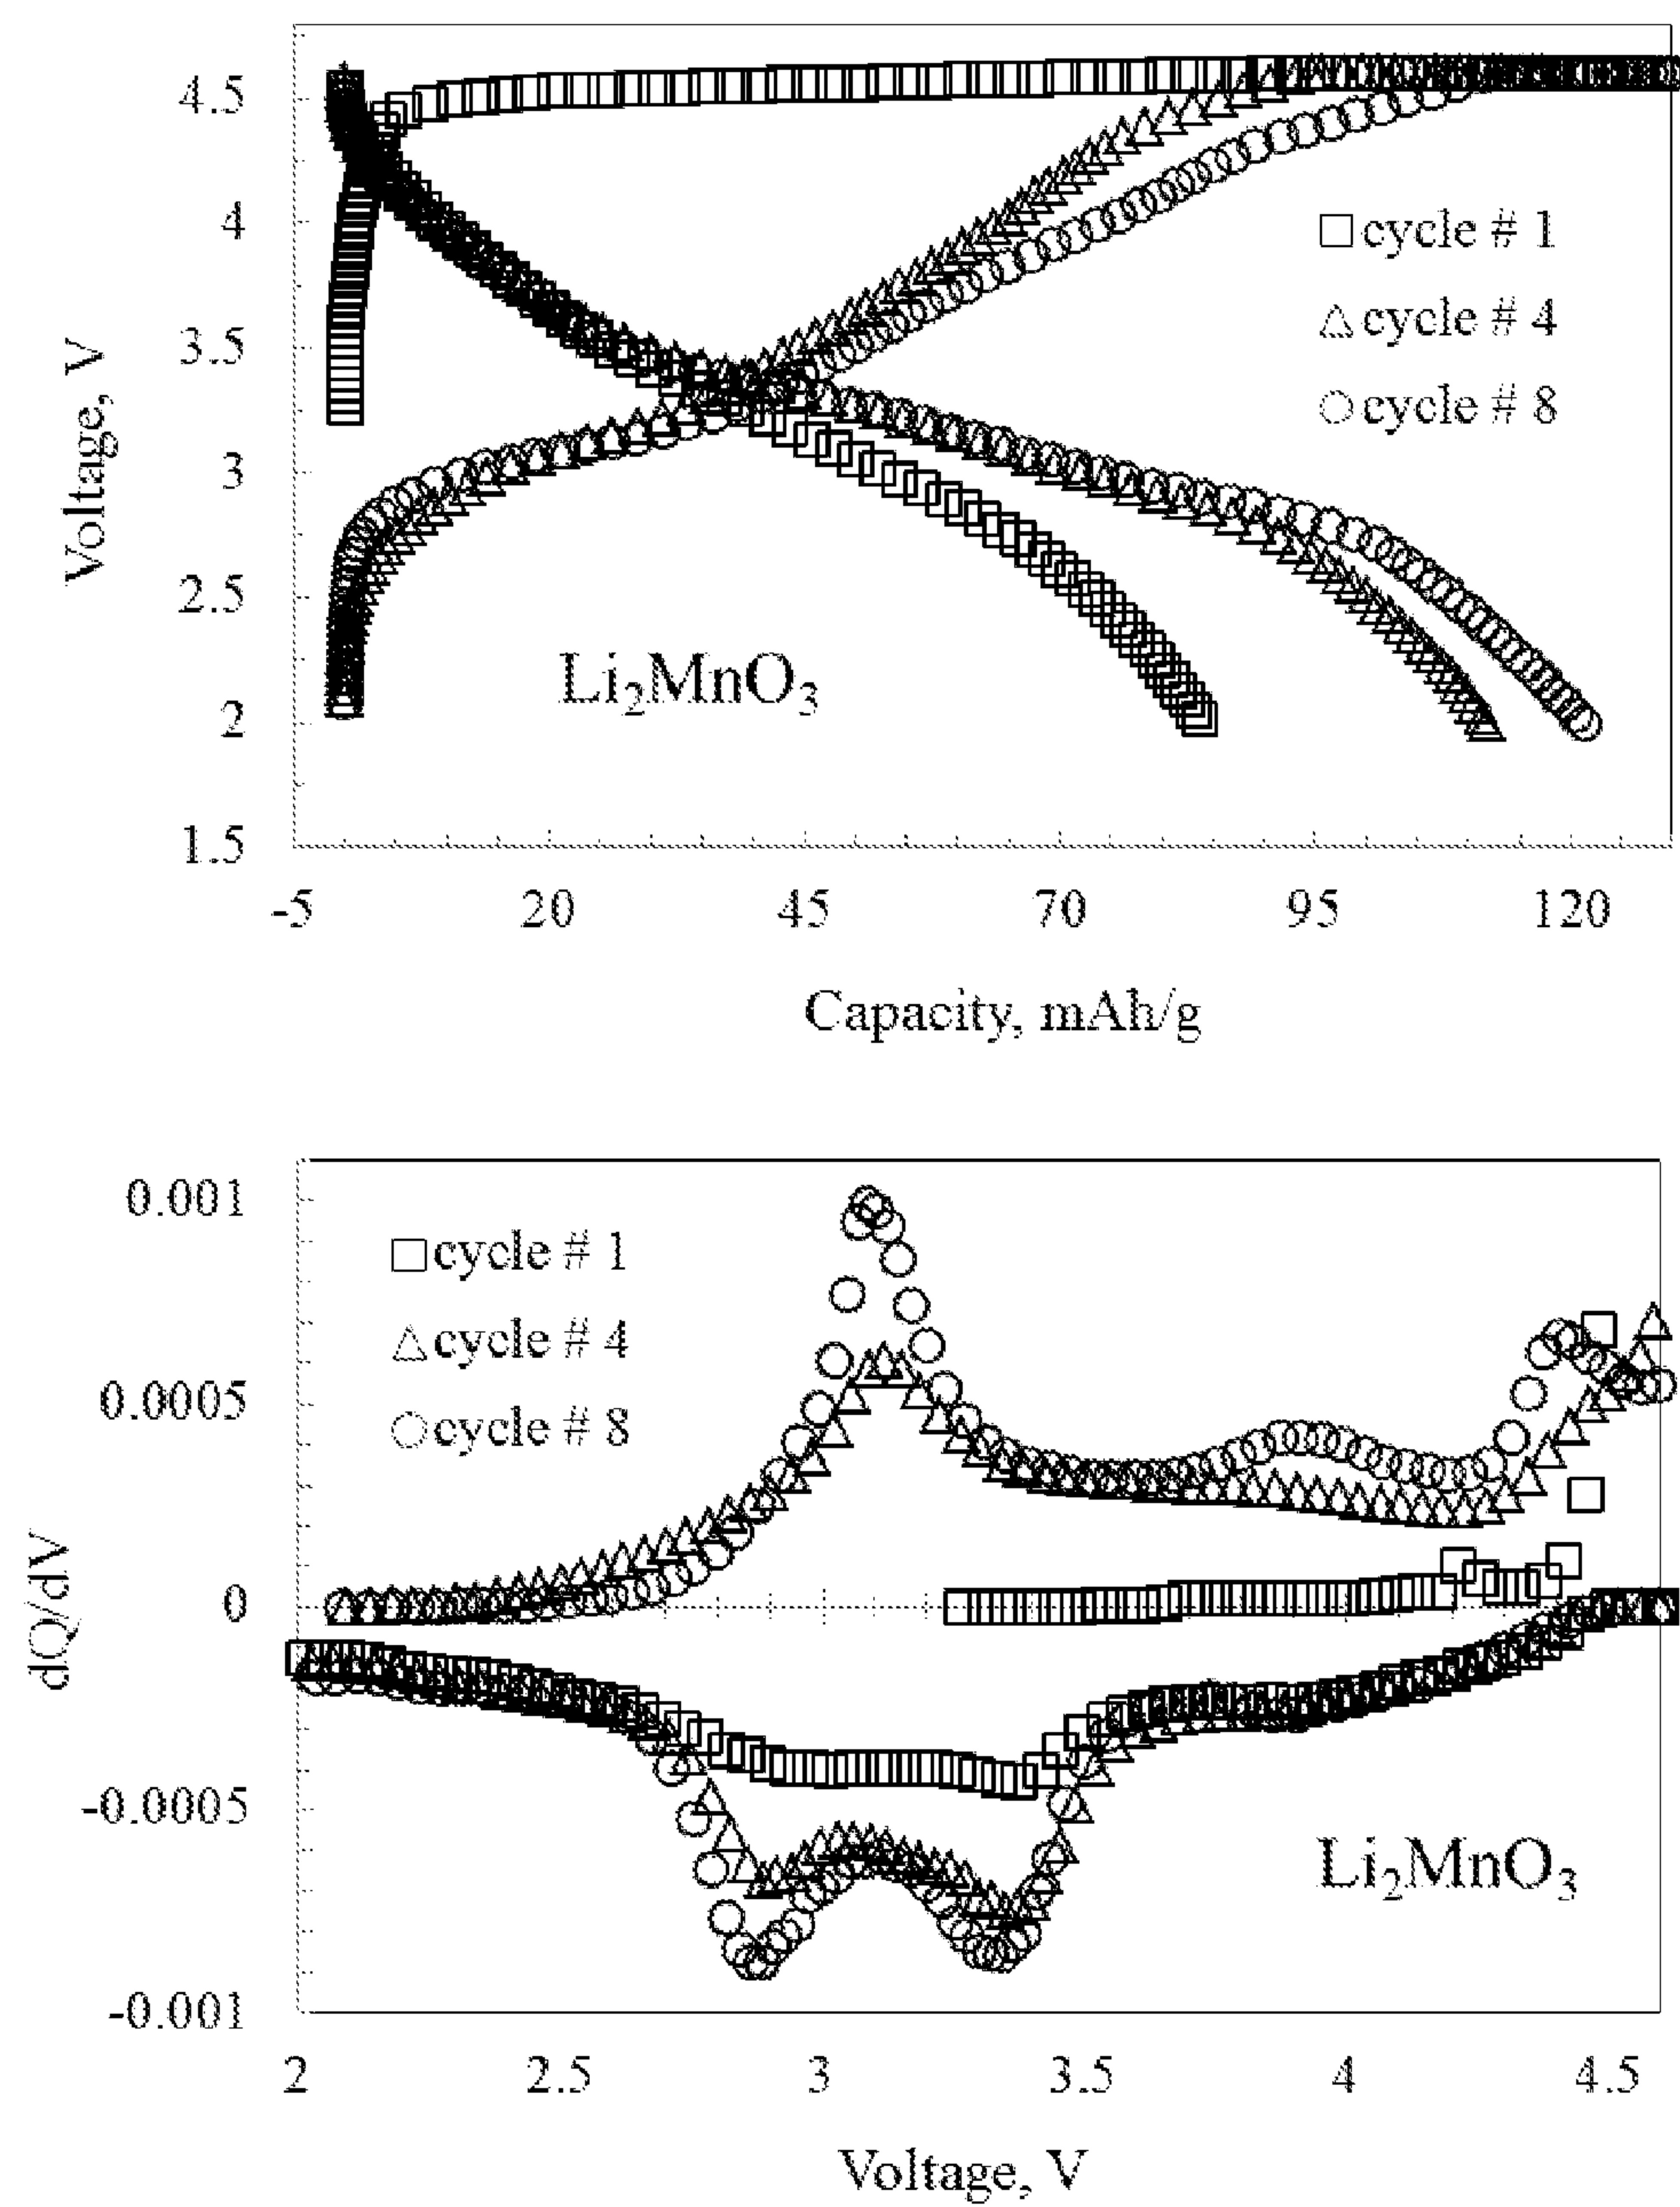 4.5
4
3.5
3
2.5
2
1.5
Voltage, V
□ cycle # 1
△ cycle # 4
○ cycle # 8
Li₂MnO₃
-5 20 45 70 95 120
Capacity, mAh/g
0.001
0.0005
0
-0.0005
-0.001
dQ/dV
□ cycle # 1
△ cycle # 4
○ cycle # 8
Li₂MnO₃
2 2.5 3 3.5 4 4.5
Voltage, V